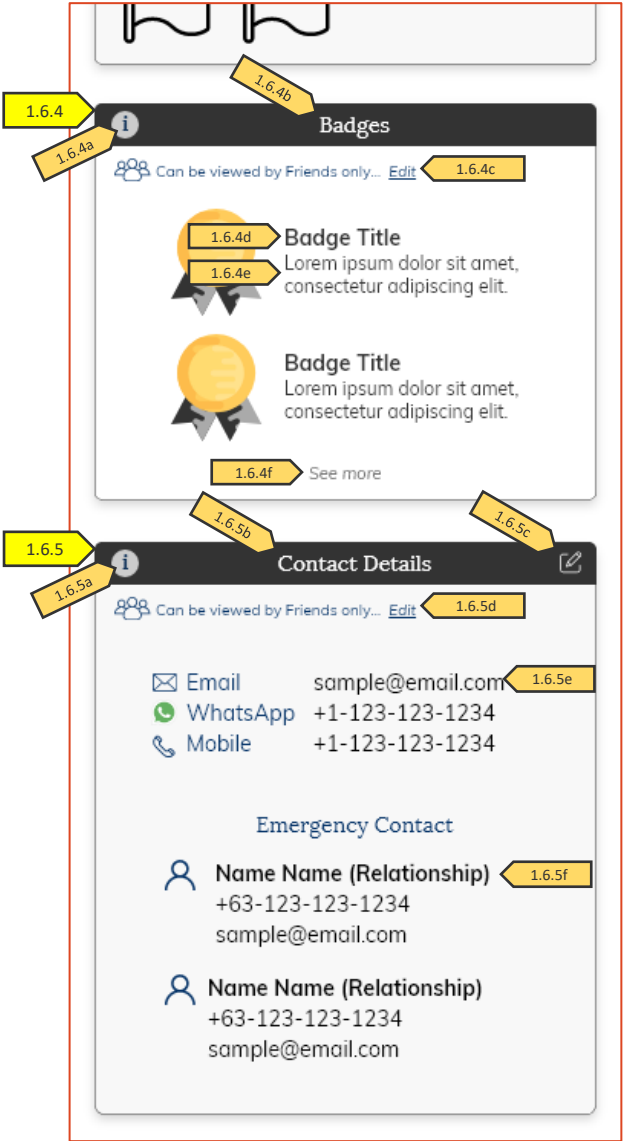 1.6.4b
1.6.4
i
Badges
1.6.4a
Can be viewed by Friends only... Edit
1.6.4c
1.6.4d
Badge Title
1.6.4e
Lorem ipsum dolor sit amet,
consectetur adipiscing elit.
Badge Title
Lorem ipsum dolor sit amet,
consectetur adipiscing elit.
1.6.4f
See more
1.6.5b
1.6.5c
1.6.5
i
Contact Details
1.6.5a
Can be viewed by Friends only... Edit
1.6.5d
Email sample@email.com
1.6.5e
WhatsApp +1-123-123-1234
Mobile +1-123-123-1234
Emergency Contact
Name Name (Relationship)
1.6.5f
+63-123-123-1234
sample@email.com
Name Name (Relationship)
+63-123-123-1234
sample@email.com